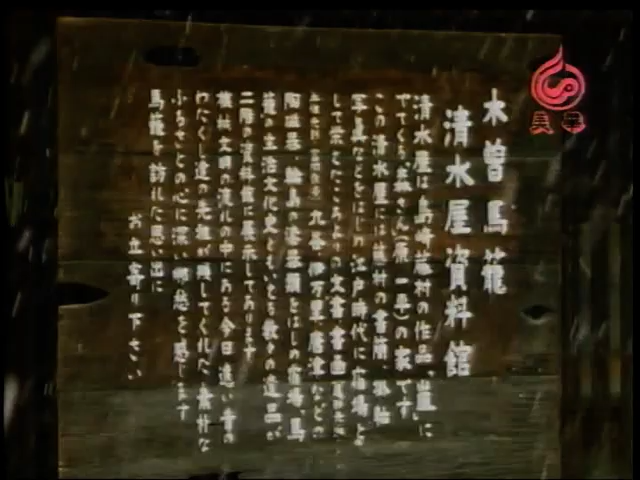 木曽馬籠
清水屋資料館
清水屋は島崎藤村の作品「嵐」に
でてくる、森さん（原 一平）の家です
この清水屋には藤村の書簡、掛軸、
写真などをはじめ江戸時代に宿場と
して栄えたころよりの文書、書画
九谷・伊万里・唐津などの
陶磁器、輪島の漆器類をはじめ宿場、馬
籠の生活文化史ともいえる数々の遺品が
二階の資料館に展示してあります
機械文明の流れの中にある今日、遠い昔の
わたくし達の先祖が残してくれた、素朴な
ふるさとの心に深い郷愁を感じます
馬籠を訪れた思い出に
お立寄り下さい
美華